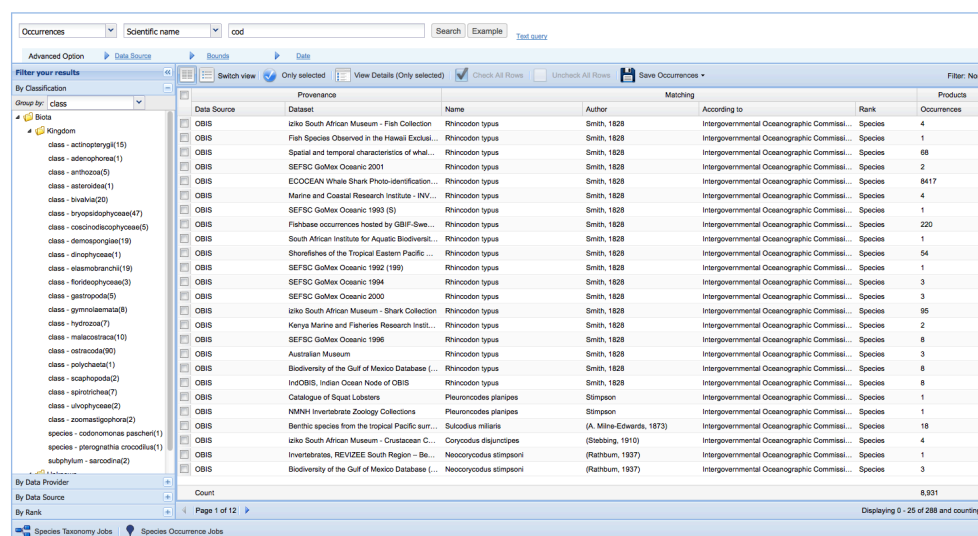 Occurrences Scientific name cod Search Example Text query
Advanced Option Data Source Bounds Date
Filter your results Switch view Only selected View Details (Only selected) Check All Rows Uncheck All Rows Save Occurrences Filter: No
By Classification
Group by: class
Biota
Kingdom
class - actinopterygii(15)
class - adenophorea(1)
class - anthozoa(5)
class - asteroidea(1)
class - bivalvia(20)
class - bryopsidophyceae(47)
class - coscinodiscophyceae(5)
class - demospongiae(19)
class - dinophyceae(1)
class - elasmobranchii(19)
class - florideophyceae(3)
class - gastropoda(5)
class - gymnolaemata(8)
class - hydrozoa(7)
class - malacostraca(10)
class - ostracoda(90)
class - polychaeta(1)
class - scaphopoda(2)
class - spirotrichea(7)
class - ulvophyceae(2)
class - zoomastigophora(2)
species - codonomonas pascheri(1)
species - pterognathia crocodilus(1)
subphylum - sarcodina(2)
By Data Provider
By Data Source
By Rank
Provenance Matching Products
Data Source Dataset Name Author According to Rank Occurrences
OBIS iziko South African Museum - Fish Collection Rhincodon typus Smith, 1828 Intergovernmental Oceanographic Commissi... Species 4
OBIS Fish Species Observed in the Hawaii Exclusi... Rhincodon typus Smith, 1828 Intergovernmental Oceanographic Commissi... Species 1
OBIS Spatial and temporal characteristics of whal... Rhincodon typus Smith, 1828 Intergovernmental Oceanographic Commissi... Species 68
OBIS SEFSC GoMex Oceanic 2001 Rhincodon typus Smith, 1828 Intergovernmental Oceanographic Commissi... Species 2
OBIS ECOCEAN Whale Shark Photo-identification... Rhincodon typus Smith, 1828 Intergovernmental Oceanographic Commissi... Species 8417
OBIS Marine and Coastal Research Institute - INV... Rhincodon typus Smith, 1828 Intergovernmental Oceanographic Commissi... Species 4
OBIS SEFSC GoMex Oceanic 1993 (S) Rhincodon typus Smith, 1828 Intergovernmental Oceanographic Commissi... Species 1
OBIS Fishbase occurrences hosted by GBIF-Swe... Rhincodon typus Smith, 1828 Intergovernmental Oceanographic Commissi... Species 220
OBIS South African Institute for Aquatic Biodiversit... Rhincodon typus Smith, 1828 Intergovernmental Oceanographic Commissi... Species 1
OBIS Shorefishes of the Tropical Eastern Pacific ... Rhincodon typus Smith, 1828 Intergovernmental Oceanographic Commissi... Species 54
OBIS SEFSC GoMex Oceanic 1992 (199) Rhincodon typus Smith, 1828 Intergovernmental Oceanographic Commissi... Species 1
OBIS SEFSC GoMex Oceanic 1994 Rhincodon typus Smith, 1828 Intergovernmental Oceanographic Commissi... Species 3
OBIS SEFSC GoMex Oceanic 2000 Rhincodon typus Smith, 1828 Intergovernmental Oceanographic Commissi... Species 3
OBIS iziko South African Museum - Shark Collection Rhincodon typus Smith, 1828 Intergovernmental Oceanographic Commissi... Species 95
OBIS Kenya Marine and Fisheries Research Instit... Rhincodon typus Smith, 1828 Intergovernmental Oceanographic Commissi... Species 2
OBIS SEFSC GoMex Oceanic 1996 Rhincodon typus Smith, 1828 Intergovernmental Oceanographic Commissi... Species 8
OBIS Australian Museum Rhincodon typus Smith, 1828 Intergovernmental Oceanographic Commissi... Species 3
OBIS Biodiversity of the Gulf of Mexico Database (... Rhincodon typus Smith, 1828 Intergovernmental Oceanographic Commissi... Species 8
OBIS IndOBIS, Indian Ocean Node of OBIS Rhincodon typus Smith, 1828 Intergovernmental Oceanographic Commissi... Species 8
OBIS Catalogue of Squat Lobsters Pleuroncodes planipes Stimpson Intergovernmental Oceanographic Commissi... Species 1
OBIS NMNH Invertebrate Zoology Collections Pleuroncodes planipes Stimpson Intergovernmental Oceanographic Commissi... Species 1
OBIS Benthic species from the tropical Pacific surr... Sulcodius miliaris (A. Milne-Edwards, 1873) Intergovernmental Oceanographic Commissi... Species 18
OBIS iziko South African Museum - Crustacean C... Corycodus disjunctipes (Stebbing, 1910) Intergovernmental Oceanographic Commissi... Species 4
OBIS Invertebrates, REVIZEE South Region – Be... Neocorycodus stimpsoni (Rathbun, 1937) Intergovernmental Oceanographic Commissi... Species 1
OBIS Biodiversity of the Gulf of Mexico Database (... Neocorycodus stimpsoni (Rathbun, 1937) Intergovernmental Oceanographic Commissi... Species 3
Count 8,931
Page 1 of 12 Displaying 0 - 25 of 288 and counting
Species Taxonomy Jobs Species Occurrence Jobs